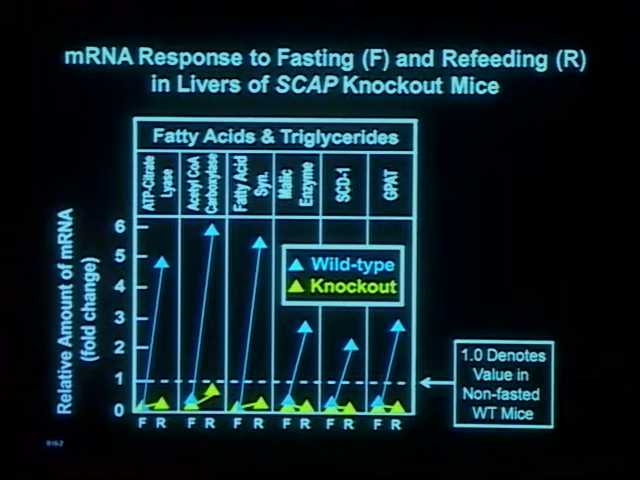 mRNA Response to Fasting (F) and Refeeding (R)
in Livers of SCAP Knockout Mice
Fatty Acids & Triglycerides
ATP-Citrate
Lyase
Acetyl CoA
Carboxylase
Fatty Acid
Syn.
Malic
Enzyme
SCD-1
GPAT
Relative Amount of mRNA
(fold change)
6
5
4
3
2
1
0
Wild-type
Knockout
1.0 Denotes
Value in
Non-fasted
WT Mice
F R F R F R F R F R F R